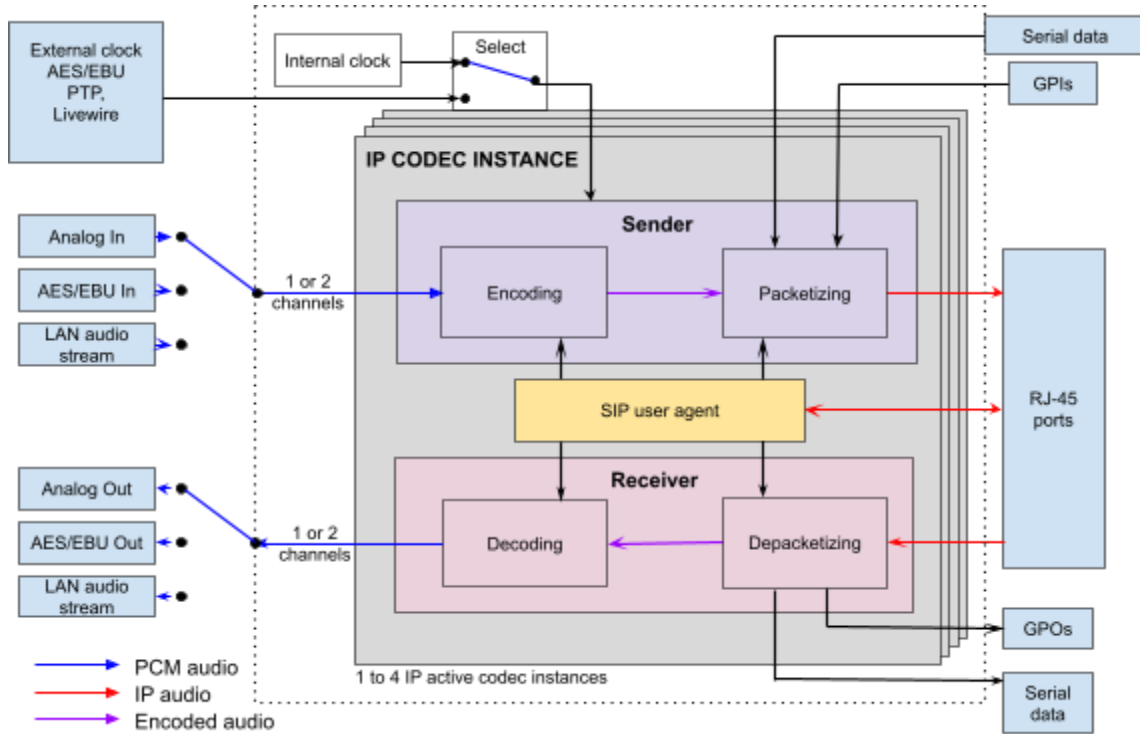 External clock
AES/EBU
PTP,
Livewire
Internal clock
Select
Serial data
GPIs
IP CODEC INSTANCE
Sender
Analog In
AES/EBU In
LAN audio
stream
1 or 2
channels
Encoding
Packetizing
SIP user agent
RJ-45
ports
Receiver
Analog Out
AES/EBU Out
LAN audio
stream
1 or 2
channels
Decoding
Depacketizing
GPOs
Serial
data
1 to 4 IP active codec instances
PCM audio
IP audio
Encoded audio